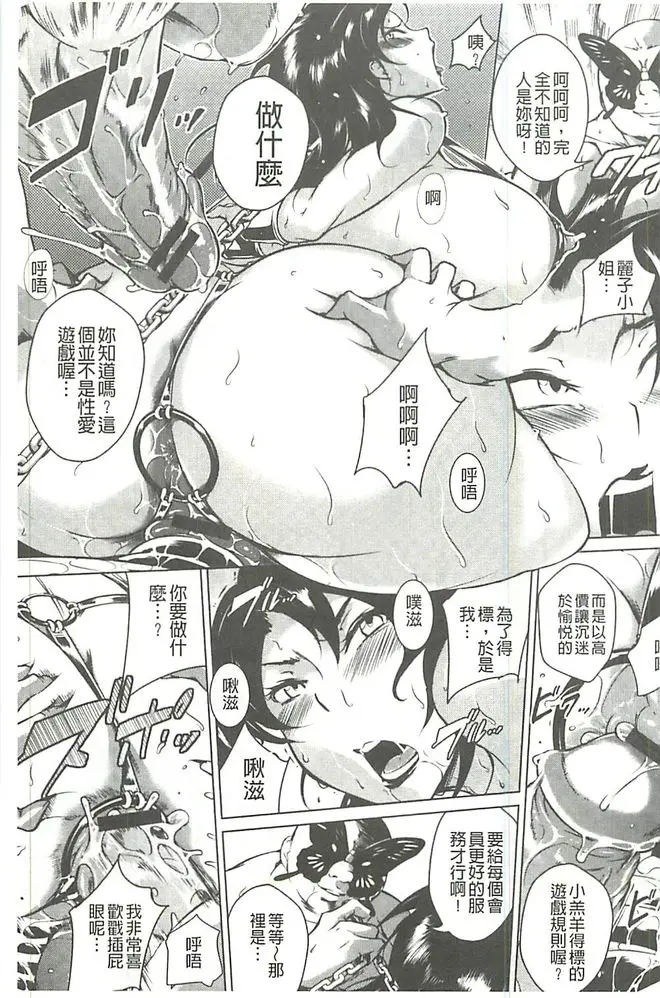 呵呵呵，完
全不知道的
人是妳呀！
咦？
做什麼
麗子小
姐…
啊
呼唔
妳知道嗎？這
個並不是性愛
遊戲喔…
啊啊啊…
呼唔
而是以高
價讓沉迷
於愉悅的
小羔羊得標的
遊戲規則喔？
為了得
標，於是
我…
噗滋
啾滋
啾滋
要給每個會
員更好的服
務才行啊！
等等～那
裡是…
你要做什
麼…？
呼唔
我非常喜
歡戳插屁
眼呢…